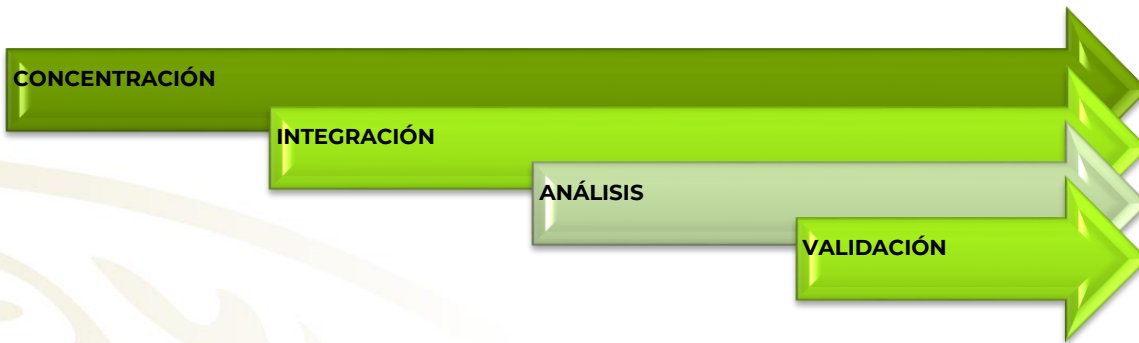 CONCENTRACIÓN
INTEGRACIÓN
ANÁLISIS
VALIDACIÓN